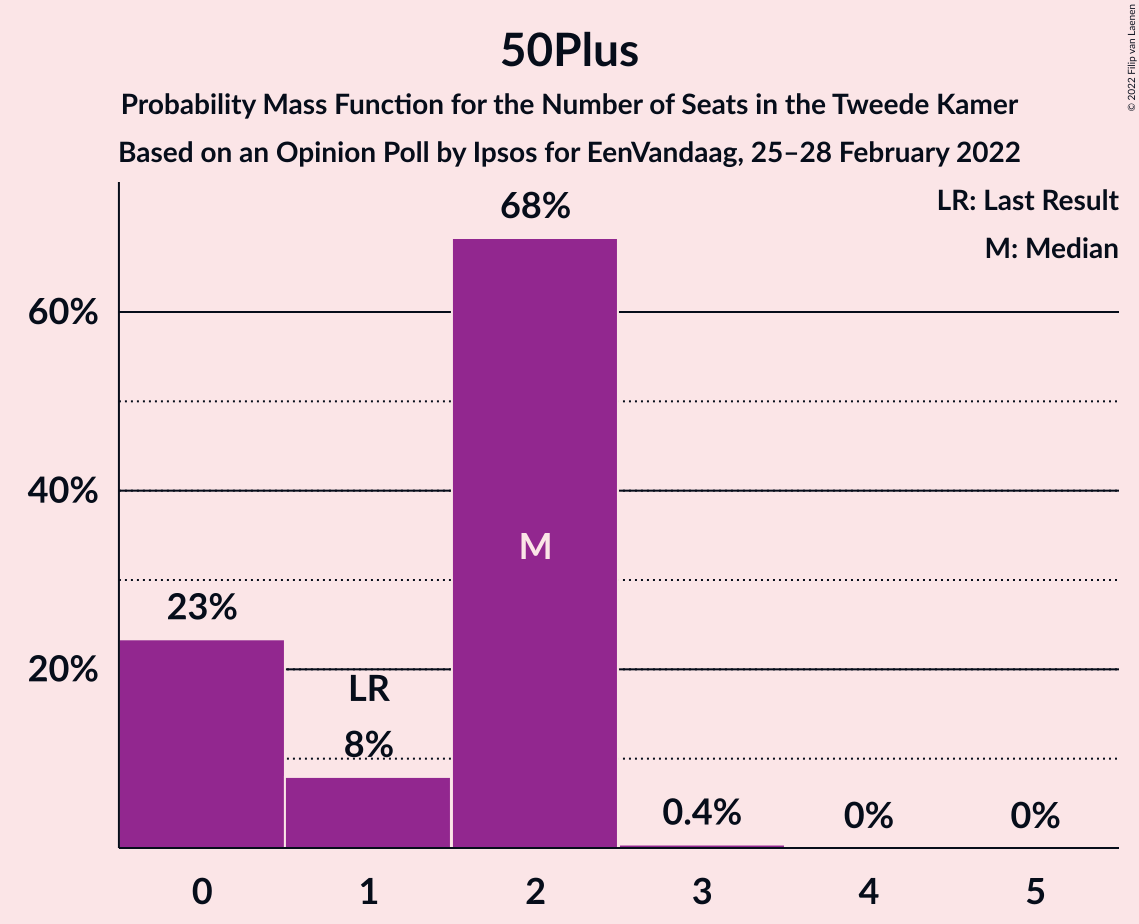 50Plus
Probability Mass Function for the Number of Seats in the Tweede Kamer
Based on an Opinion Poll by Ipsos for EenVandaag, 25–28 February 2022
© 2022 Filip van Laenen
LR: Last Result
M: Median
68%
60%
40%
M
23%
20%
LR
8%
0.4%
0%
0%
0
1
2
3
4
5